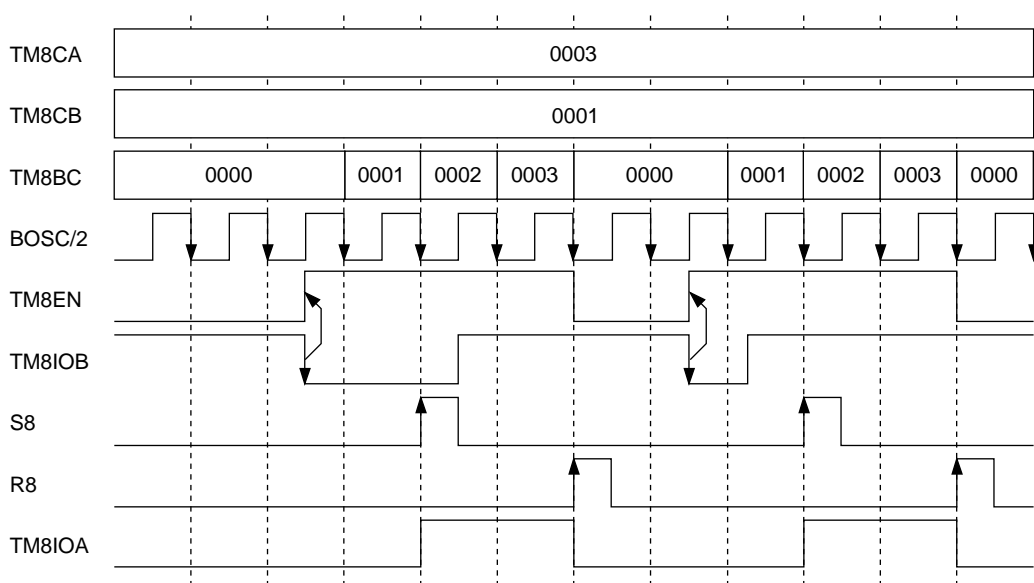 TM8CA 0003
TM8CB 0001
TM8BC 0000 0001 0002 0003 0000 0001 0002 0003 0000
BOSC/2
TM8EN
TM8IOB
S8
R8
TM8IOA